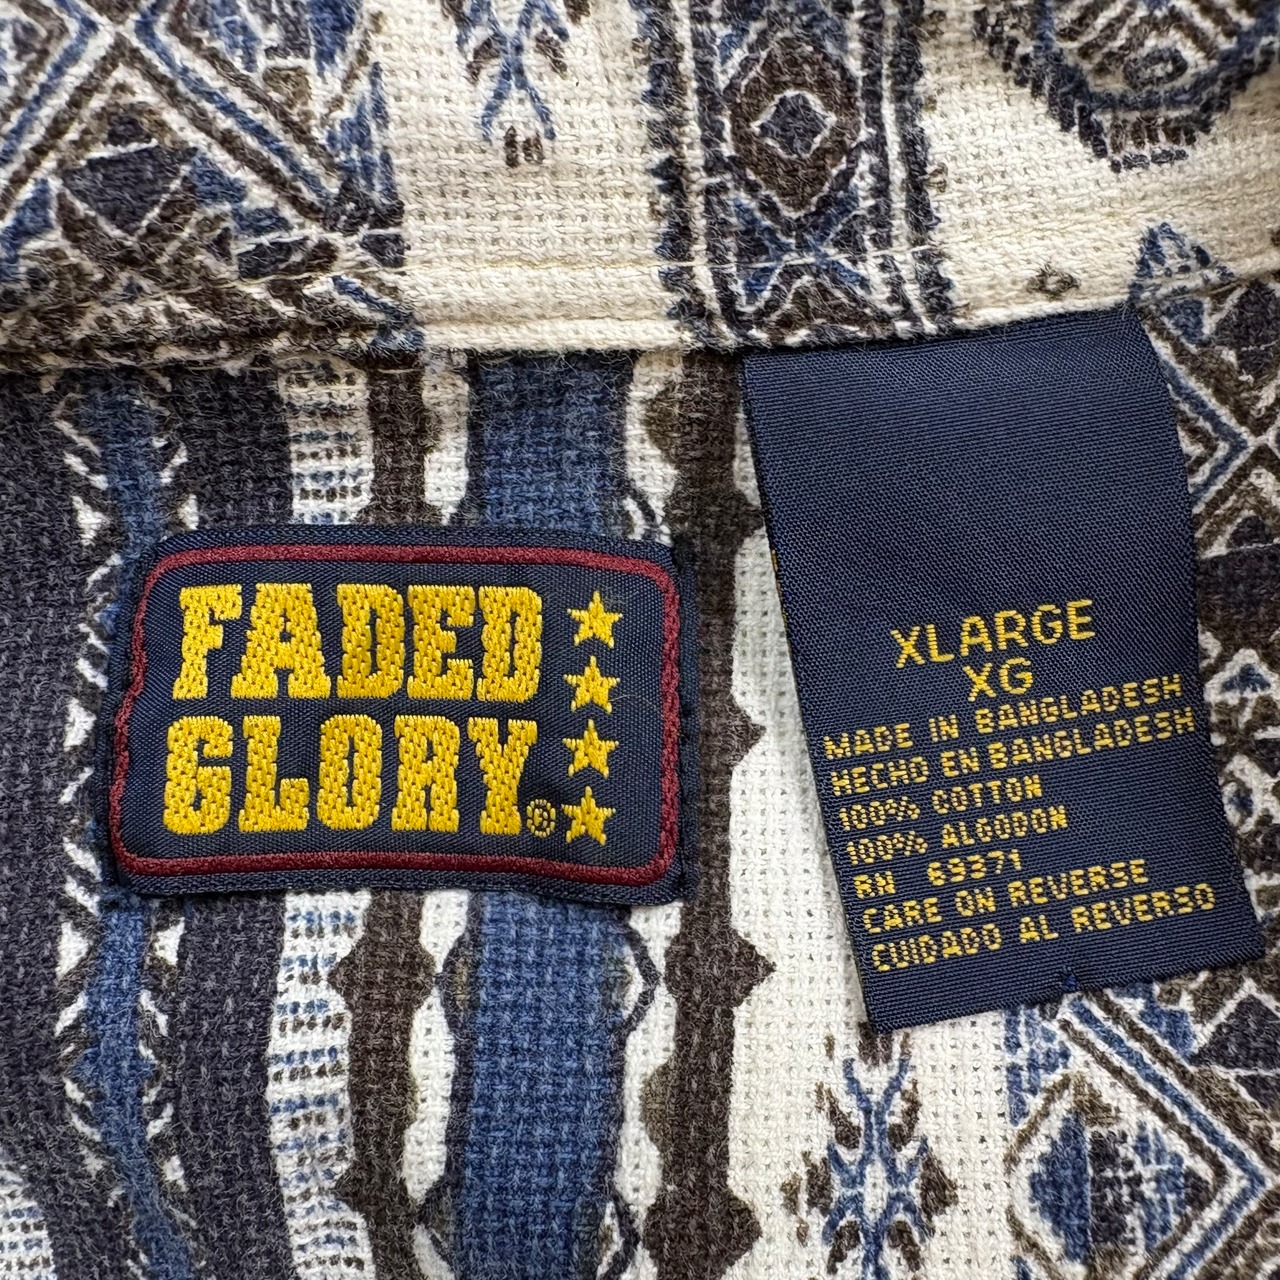 FADED
GLORY®
XLARGE
XG
MADE IN BANGLADESH
HECHO EN BANGLADESH
100% COTTON
100% ALGODON
RN 69371
CARE ON REVERSE
CUIDADO AL REVERSO